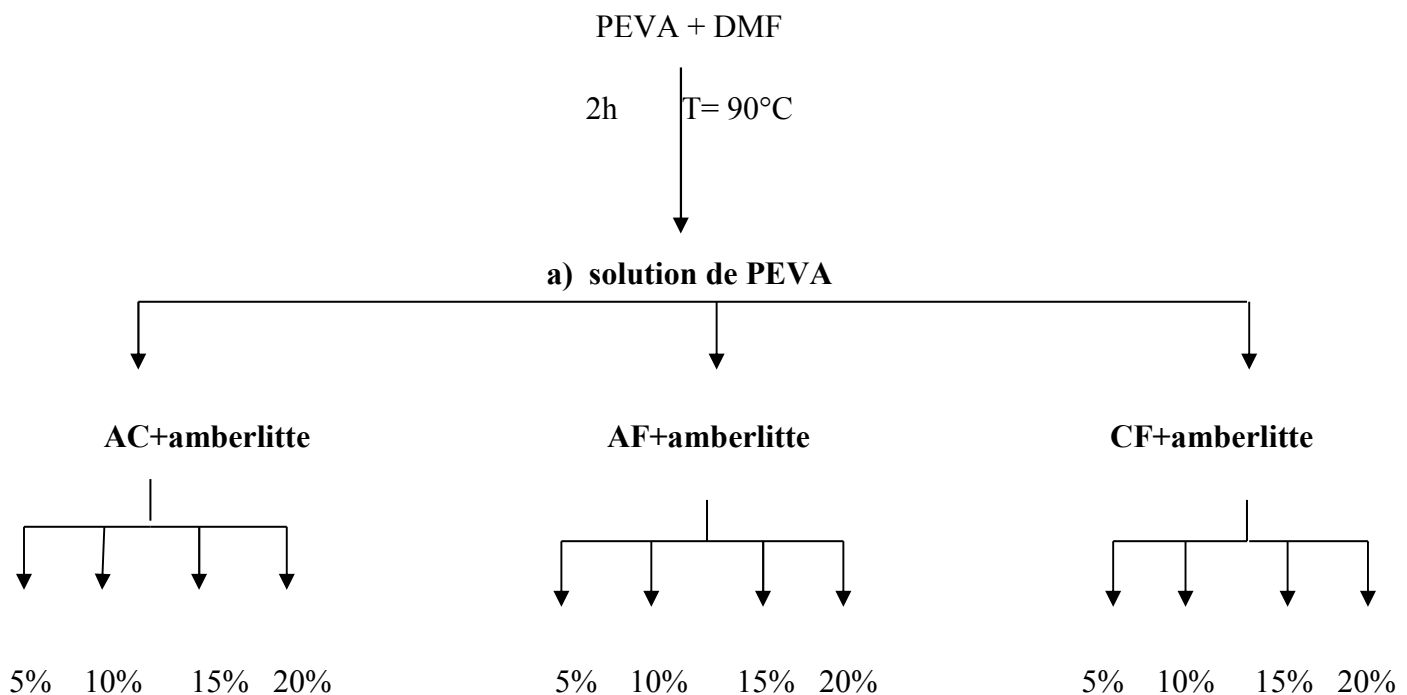 PEVA + DMF
2h T= 90°C
a) solution de PEVA
AC+amberlitte AF+amberlitte CF+amberlitte
5% 10% 15% 20% 5% 10% 15% 20% 5% 10% 15% 20%